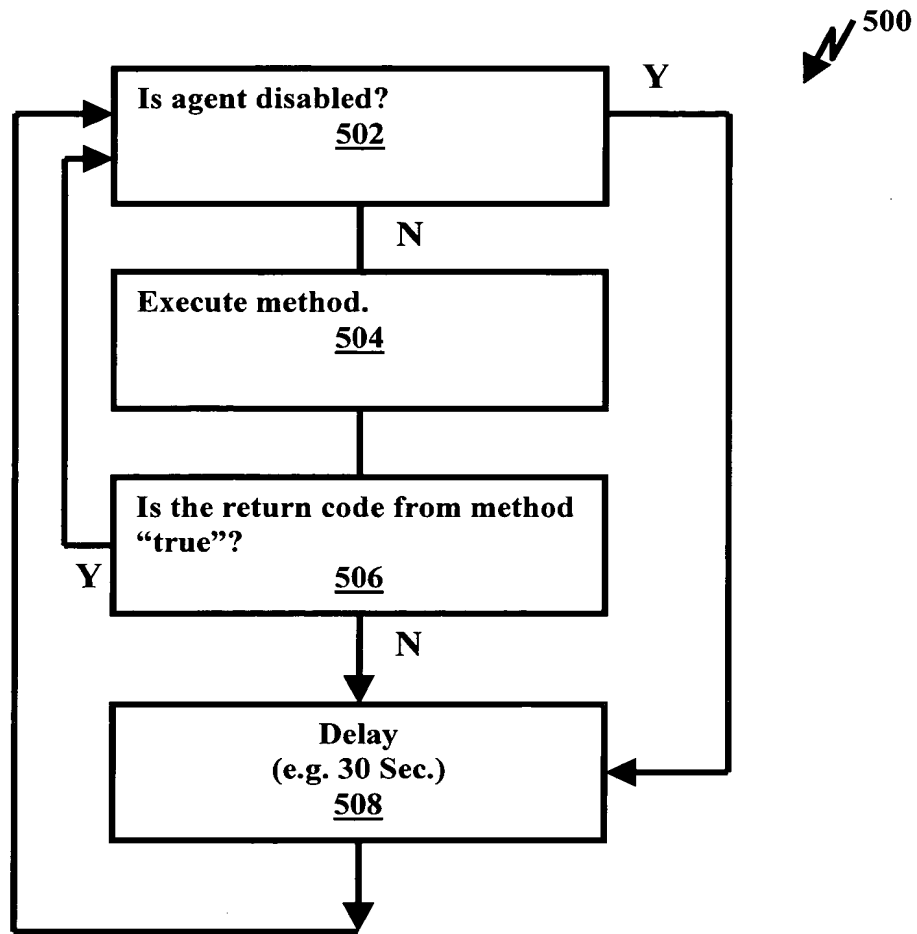 500
Is agent disabled?
502
Y
N
Execute method.
504
Is the return code from method
“true”?
506
Y
N
Delay
(e.g. 30 Sec.)
508